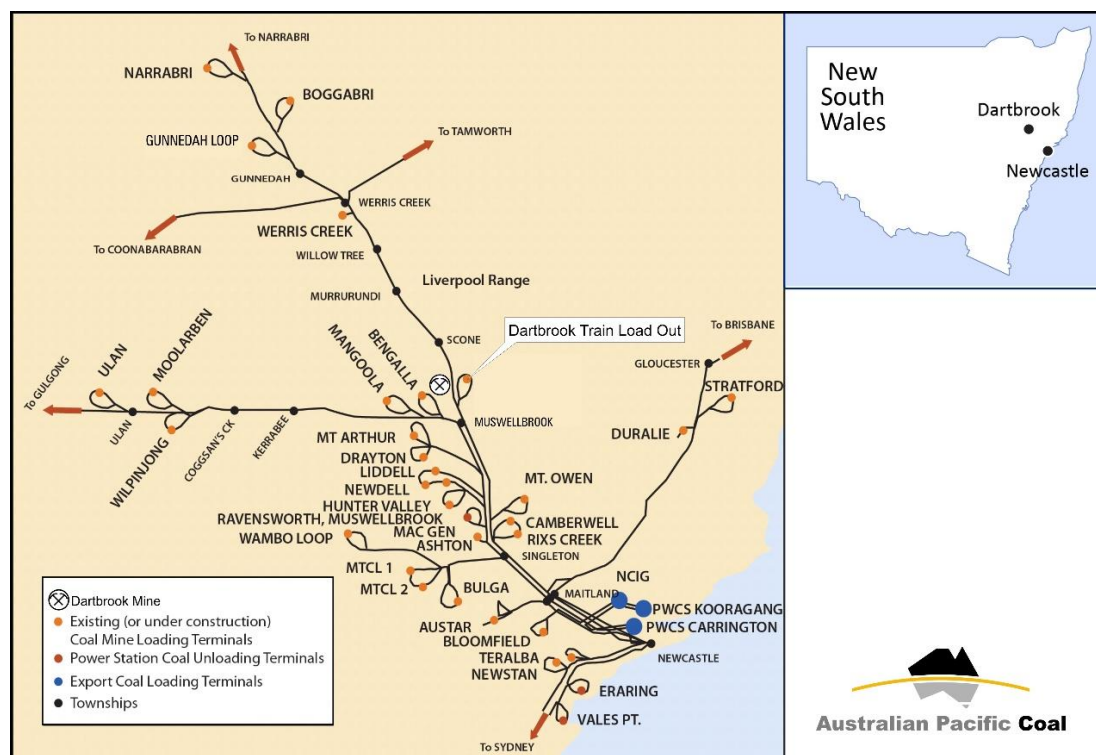 To NARRABRI
NARRABRI
BOGGABRI
GUNNEDAH LOOP
To TAMWORTH
GUNNEDAH
WERRIS CREEK
WERRIS CREEK
To COONABARABRAN
WILLOW TREE
Liverpool Range
MURRURUNDI
SCONE
Dartbrook Train Load Out
To BRISBANE
GLOUCESTER
STRATFORD
DURALIE
To GULGONG
ULAN
MOOLARBEN
MANGOOLA
BENGALLA
MUSWELLBROOK
ULAN
WILPINJONG
COGGSAN'S CK
KERRABEE
MT ARTHUR
DRAYTON
LIDDELL
NEWDELL
MT. OWEN
HUNTER VALLEY
RAVENSWORTH, MUSWELLBROOK
CAMBERWELL
WAMBO LOOP
MAC GEN
RIXS CREEK
ASHTON
SINGLETON
MTCL 1
MTCL 2
BULGA
NCIG
MAITLAND
PWCS KOORAGANG
AUSTAR
PWCS CARRINGTON
BLOOMFIELD
TERALBA
NEWCASTLE
NEWSTAN
ERARING
VALES PT.
To SYDNEY
Dartbrook Mine
Existing (or under construction)
Coal Mine Loading Terminals
Power Station Coal Unloading Terminals
Export Coal Loading Terminals
Townships
New
South
Wales
Dartbrook
Newcastle
Australian Pacific Coal